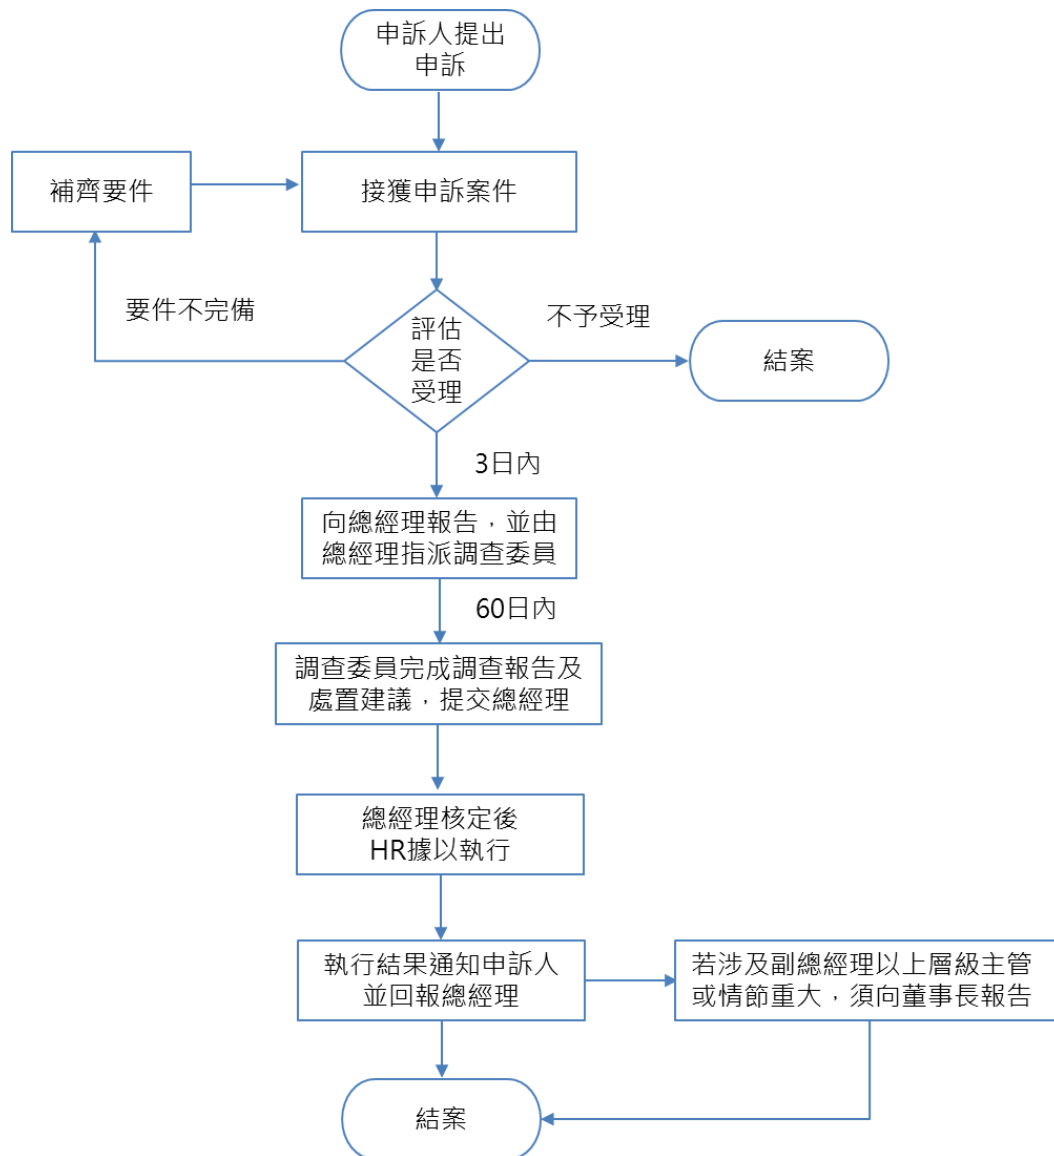 申訴人提出
申訴
補齊要件
接獲申訴案件
要件不完備
評估
是否
受理
不予受理
結案
3日內
向總經理報告，並由
總經理指派調查委員
60日內
調查委員完成調查報告及
處置建議，提交總經理
總經理核定後
HR據以執行
執行結果通知申訴人
並回報總經理
若涉及副總經理以上層級主管
或情節重大，須向董事長報告
結案